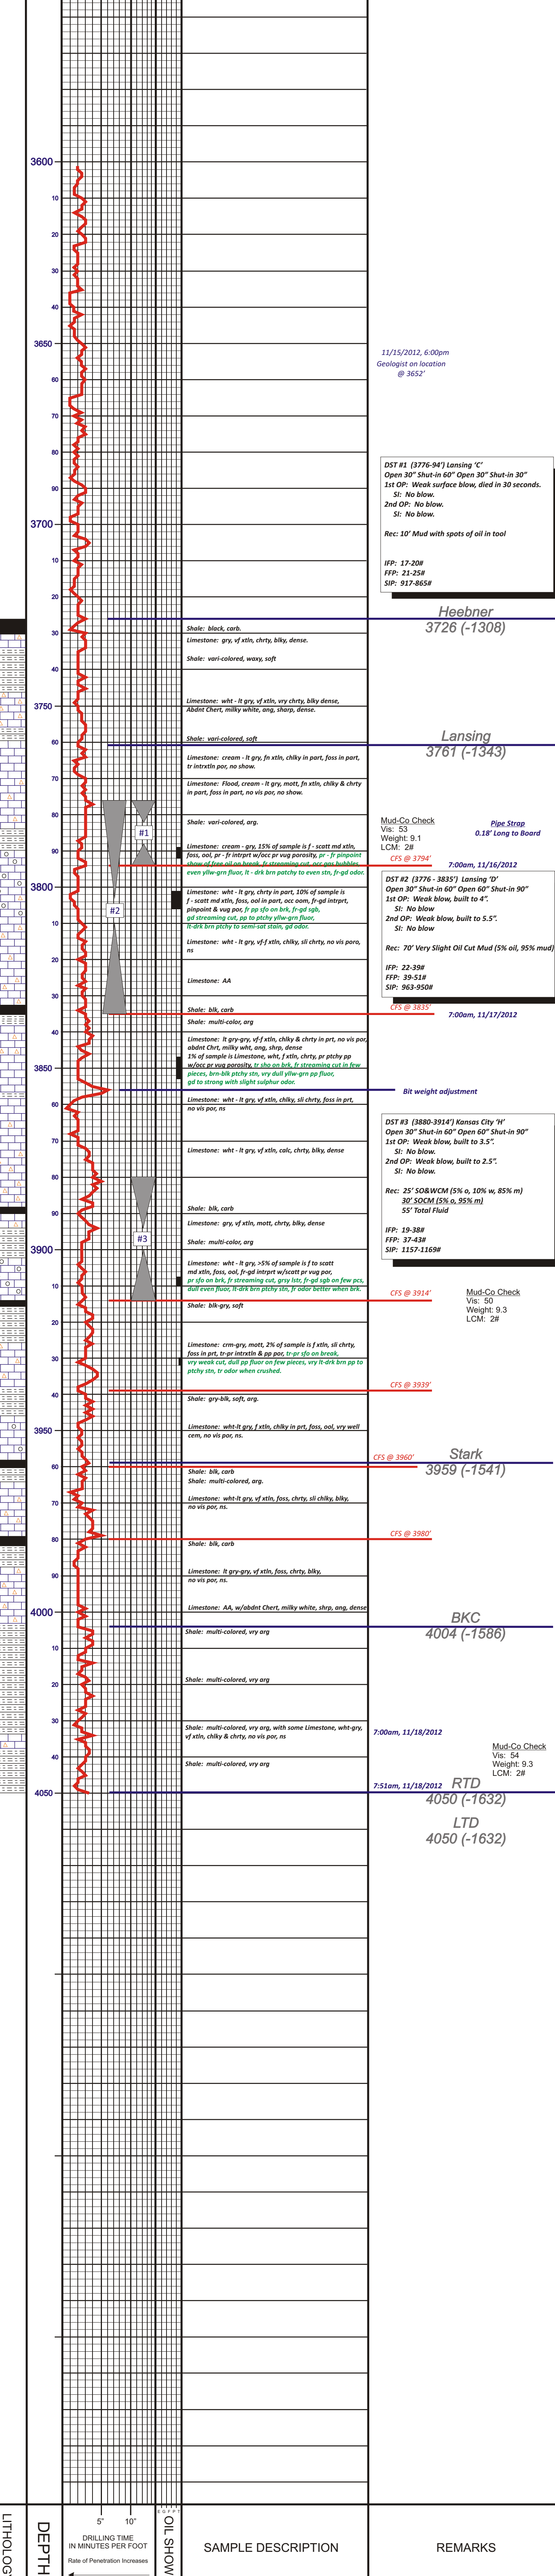 3600
10
20
30
40
3650
11/15/2012, 6:00pm
Geologist on location
@ 3652'
60
70
80
90
3700
10
20
DST #1 (3776-94') Lansing 'C'
Open 30" Shut-in 60" Open 30" Shut-in 30"
1st OP: Weak surface blow, died in 30 seconds.
SI: No blow.
2nd OP: No blow.
SI: No blow.
Rec: 10' Mud with spots of oil in tool
IFP: 17-20#
FFP: 21-25#
SIP: 917-865#
Heebner
3726 (-1308)
30
Shale: black, carb.
Limestone: gry, vf xtln, chrty, blky, dense.
Shale: vari-colored, waxy, soft
40
3750
Limestone: wht - lt gry, vf xtln, vry chrty, blky dense,
Abdnt Chert, milky white, ang, sharp, dense.
Shale: vari-colored, soft
60
Lansing
3761 (-1343)
Limestone: cream - lt gry, fn xtln, chlky in part, foss in part,
tr intrxtln por, no show.
70
Limestone: Flood, cream - lt gry, mott, fn xtln, chlky & chrty
in part, foss in part, no vis por, no show.
80
Shale: vari-colored, arg.
#1
Mud-Co Check
Vis: 53
Weight: 9.1
LCM: 2#
Pipe Strap
0.18' Long to Board
90
Limestone: cream - gry, 15% of sample is f - scatt md xtln,
foss, ool, pr - fr intrprt w/occ pr vug porosity, pr - fr pinpoint
show of free oil on break, fr streaming cut, occ gas bubbles,
even yllw-grn fluor, lt - drk brn patchy to even stn, fr-gd odor.
CFS @ 3794'
7:00am, 11/16/2012
3800
#2
Limestone: wht - lt gry, chrty in part, 10% of sample is
f - scatt md xtln, foss, ool in part, occ oom, fr-gd intrprt,
pinpoint & vug por, fr pp sfo on brk, fr-gd sgb,
gd streaming cut, pp to ptchy yllw-grn fluor,
lt-drk brn ptchy to semi-sat stain, gd odor.
DST #2 (3776 - 3835') Lansing 'D'
Open 30" Shut-in 60" Open 60" Shut-in 90"
1st OP: Weak blow, built to 4".
SI: No blow
2nd OP: Weak blow, built to 5.5".
SI: No blow
Rec: 70' Very Slight Oil Cut Mud (5% oil, 95% mud)
IFP: 22-39#
FFP: 39-51#
SIP: 963-950#
10
Limestone: wht - lt gry, vf-f xtln, chlky, sli chrty, no vis poro,
ns
20
Limestone: AA
30
Shale: blk, carb
CFS @ 3835'
7:00am, 11/17/2012
Shale: multi-color, arg
40
Limestone: lt gry-gry, vf-f xtln, chlky & chrty in prt, no vis por,
abdnt Chrt, milky wht, ang, shrp, dense
1% of sample is Limestone, wht, f xtln, chrty, pr ptchy pp
w/occ pr vug porosity, tr sho on brk, fr streaming cut in few
pieces, brn-blk ptchy stn, vry dull yllw-grn pp fluor,
gd to strong with slight sulphur odor.
3850
Bit weight adjustment
60
Limestone: wht - lt gry, vf xtln, chlky, sli chrty, foss in prt,
no vis por, ns
DST #3 (3880-3914') Kansas City 'H'
Open 30" Shut-in 60" Open 60" Shut-in 90"
1st OP: Weak blow, built to 3.5".
SI: No blow.
2nd OP: Weak blow, built to 2.5".
SI: No blow.
Rec: 25' SO&WCM (5% o, 10% w, 85% m)
30' SOCM (5% o, 95% m)
55' Total Fluid
IFP: 19-38#
FFP: 37-43#
SIP: 1157-1169#
70
Limestone: wht - lt gry, vf xtln, calc, chrty, blky, dense
80
Shale: blk, carb
90
Limestone: gry, vf xtln, mott, chrty, blky, dense
#3
Shale: multi-color, arg
3900
Limestone: wht - lt gry, >5% of sample is f to scatt
md xtln, foss, ool, fr-gd intrprt w/scatt pr vug por,
pr sfo on brk, fr streaming cut, grsy lstr, fr-gd sgb on few pcs,
dull even fluor, lt-drk brn ptchy stn, fr odor better when brk.
10
CFS @ 3914'
Shale: blk-gry, soft
Mud-Co Check
Vis: 50
Weight: 9.3
LCM: 2#
20
Limestone: crm-gry, mott, 2% of sample is f xtln, sli chrty,
foss in prt, tr-pr intrxtln & pp por, tr-pr sfo on break,
vry weak cut, dull pp fluor on few pieces, vry lt-drk brn pp to
ptchy stn, tr odor when crushed.
30
CFS @ 3939'
40
Shale: gry-blk, soft, arg.
3950
Limestone: wht-lt gry, f xtln, chlky in prt, foss, ool, vry well
cem, no vis por, ns.
CFS @ 3960'
Stark
3959 (-1541)
60
Shale: blk, carb
Shale: multi-colored, arg.
70
Limestone: wht-lt gry, vf xtln, foss, chrty, sli chlky, blky,
no vis por, ns.
80
CFS @ 3980'
Shale: blk, carb
90
Limestone: lt gry-gry, vf xtln, foss, chrty, blky,
no vis por, ns.
4000
Limestone: AA, w/abdnt Chert, milky white, shrp, ang, dense
BKC
4004 (-1586)
Shale: multi-colored, vry arg
10
20
Shale: multi-colored, vry arg
30
Shale: multi-colored, vry arg, with some Limestone, wht-gry,
vf xtln, chlky & chrty, no vis por, ns
7:00am, 11/18/2012
40
Shale: multi-colored, vry arg
Mud-Co Check
Vis: 54
Weight: 9.3
LCM: 2#
4050
7:51am, 11/18/2012
RTD
4050 (-1632)
LTD
4050 (-1632)
LITHOLOGY
DEPTH
5" 10"
DRILLING TIME
IN MINUTES PER FOOT
Rate of Penetration Increases
E G F P T
OIL SHOW
SAMPLE DESCRIPTION
REMARKS